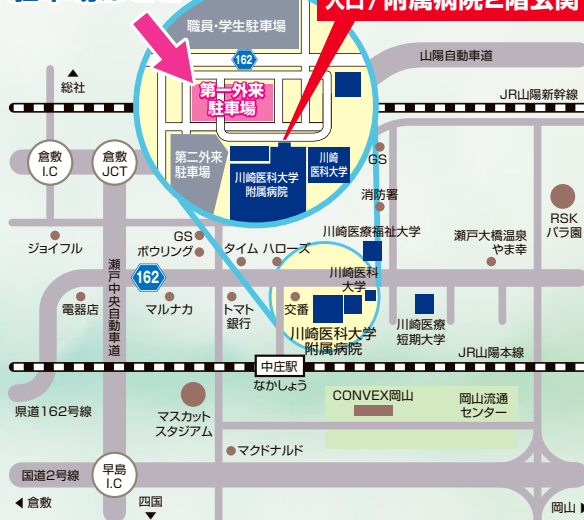 入口/附属病院2階玄関
職員・学生駐車場
162
山陽自動車道
▲
総社
第一外来
駐車場
JR山陽新幹線
倉敷
I.C
倉敷
JCT
第二外来
駐車場
川崎医科大学
附属病院
川崎
医科大学
GS
消防署
RSK
バラ園
川崎医療福祉大学
ジョイフル
GS
ボウリング
タイム
ハローズ
瀬戸大橋温泉
やま幸
瀬戸中央自動車道
162
川崎医科
大学
電器店
マルナカ
トマト
銀行
交番
川崎医科大学
附属病院
川崎医療
短期大学
中庄駅
なかしょう
JR山陽本線
県道162号線
マスカット
スタジアム
CONVEX岡山
岡山流通
センター
マクドナルド
国道2号線
早島
I.C
◀倉敷
四国
▼
岡山▶